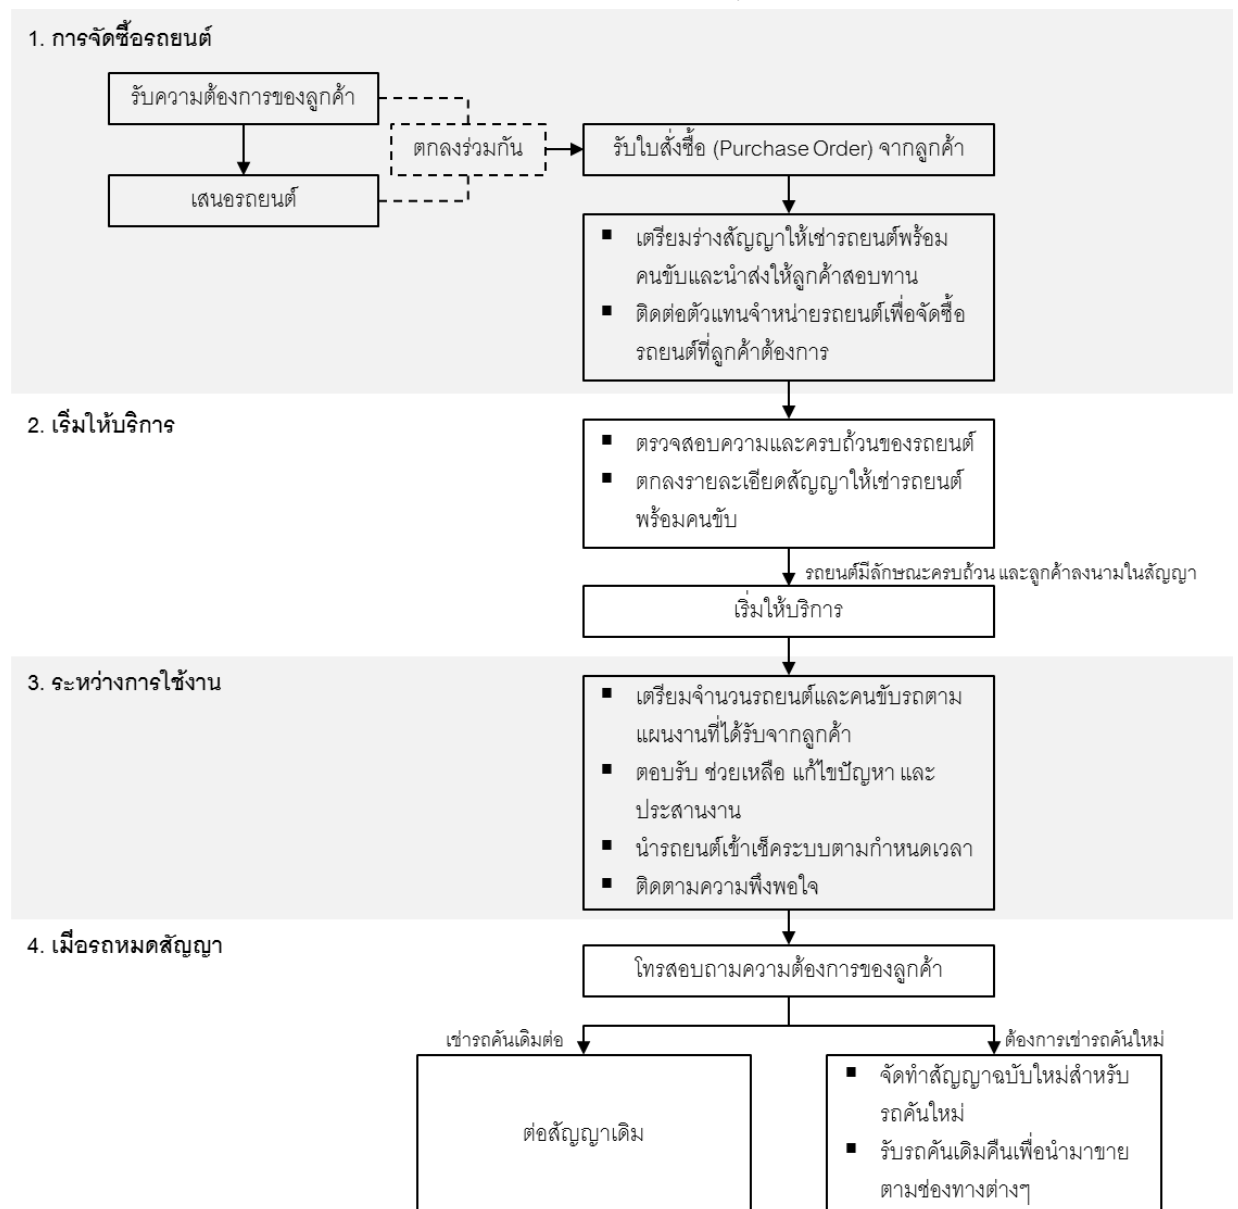 1. การจัดซื้อรถยนต์
รับความต้องการของลูกค้า
ตกลงร่วมกัน
รับใบสั่งซื้อ (Purchase Order) จากลูกค้า
เสนอรถยนต์
▪ เตรียมร่างสัญญาให้เช่ารถยนต์พร้อม
คนขับและนำส่งให้ลูกค้าสอบทาน
▪ ติดต่อตัวแทนจำหน่ายรถยนต์เพื่อจัดซื้อ
รถยนต์ที่ลูกค้าต้องการ
2. เริ่มให้บริการ
▪ ตรวจสอบความและครบถ้วนของรถยนต์
▪ ตกลงรายละเอียดสัญญาให้เช่ารถยนต์
พร้อมคนขับ
รถยนต์มีลักษณะครบถ้วน และลูกค้าลงนามในสัญญา
เริ่มให้บริการ
3. ระหว่างการใช้งาน
▪ เตรียมจำนวนรถยนต์และคนขับรถตาม
แผนงานที่ได้รับจากลูกค้า
▪ ตอบรับ ช่วยเหลือ แก้ไขปัญหา และ
ประสานงาน
▪ นำรถยนต์เข้าเช็คระบบตามกำหนดเวลา
▪ ติดตามความพึงพอใจ
4. เมื่อรถหมดสัญญา
โทรสอบถามความต้องการของลูกค้า
เช่ารถคันเดิมต่อ
ต้องการเช่ารถคันใหม่
ต่อสัญญาเดิม
▪ จัดทำสัญญาฉบับใหม่สำหรับ
รถคันใหม่
▪ รับรถคันเดิมคืนเพื่อนำมาขาย
ตามช่องทางต่างๆ